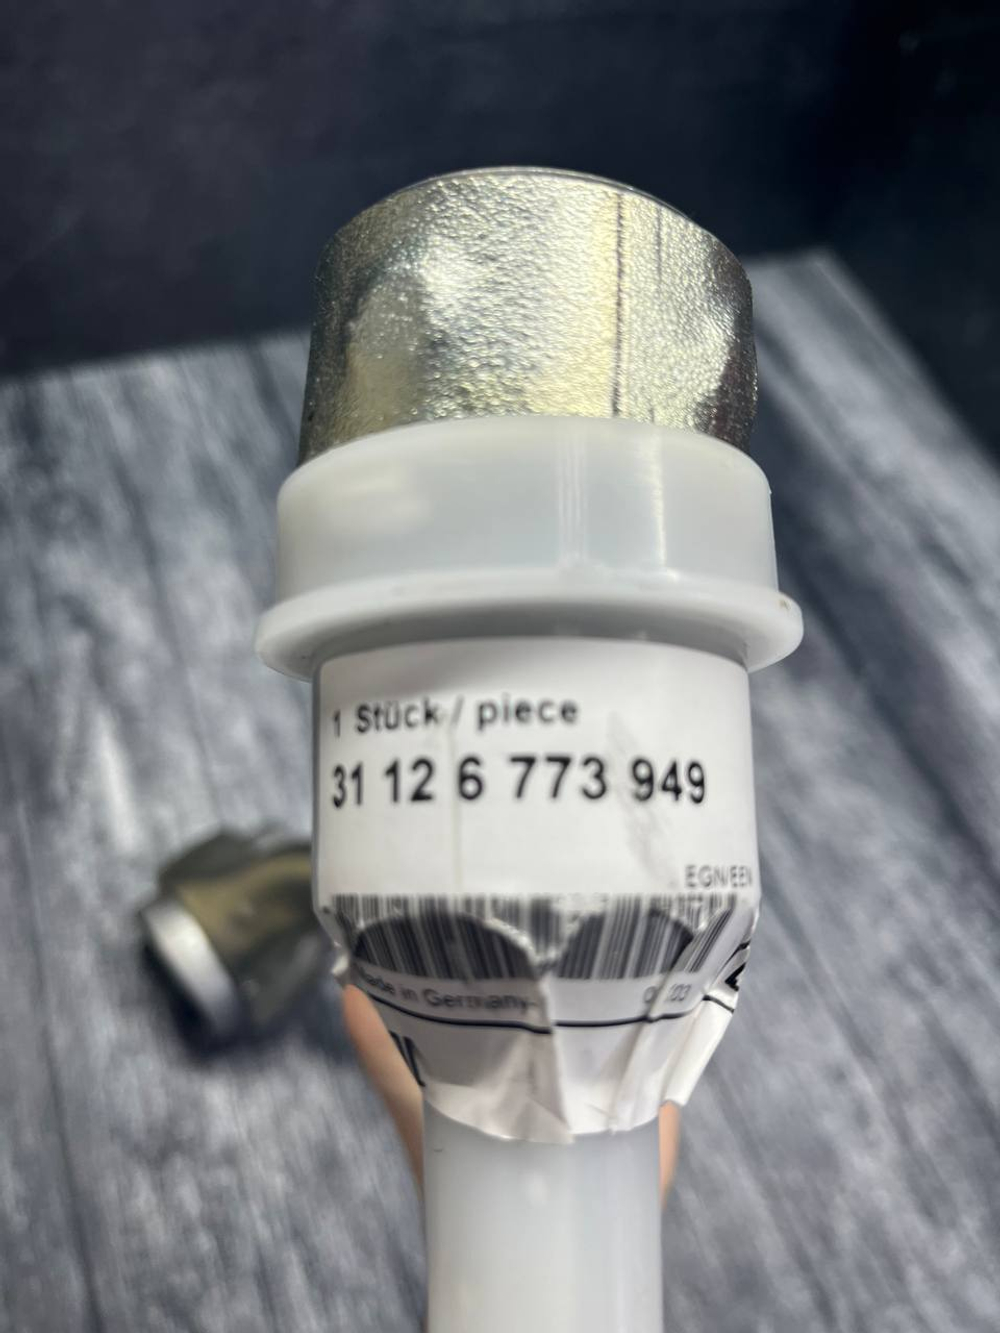 1 Stück / piece
31 12 6 773 949
EGN/EEN
Made in Germany